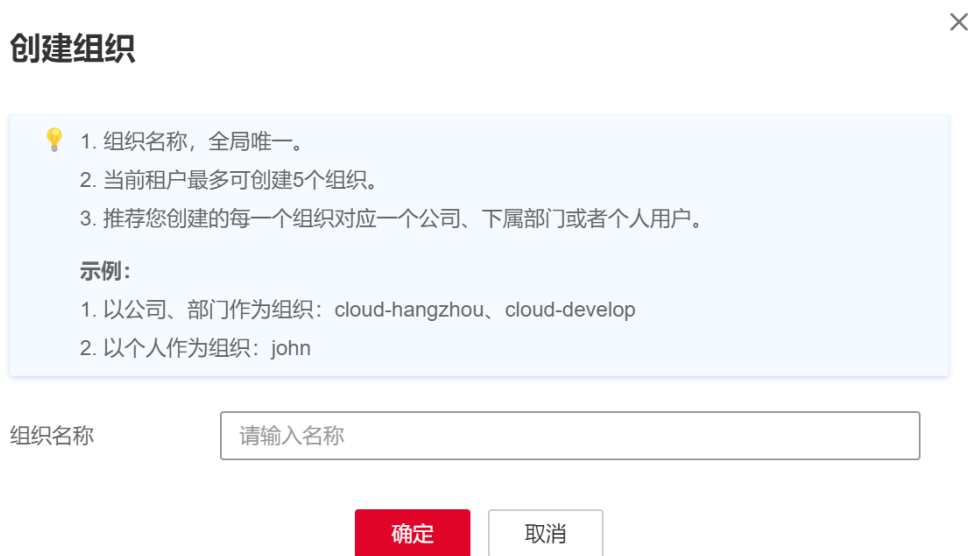 创建组织
1. 组织名称，全局唯一。
2. 当前租户最多可创建5个组织。
3. 推荐您创建的每一个组织对应一个公司、下属部门或者个人用户。
示例：
1. 以公司、部门作为组织：cloud-hangzhou、cloud-develop
2. 以个人作为组织：john
组织名称
请输入名称
确定
取消